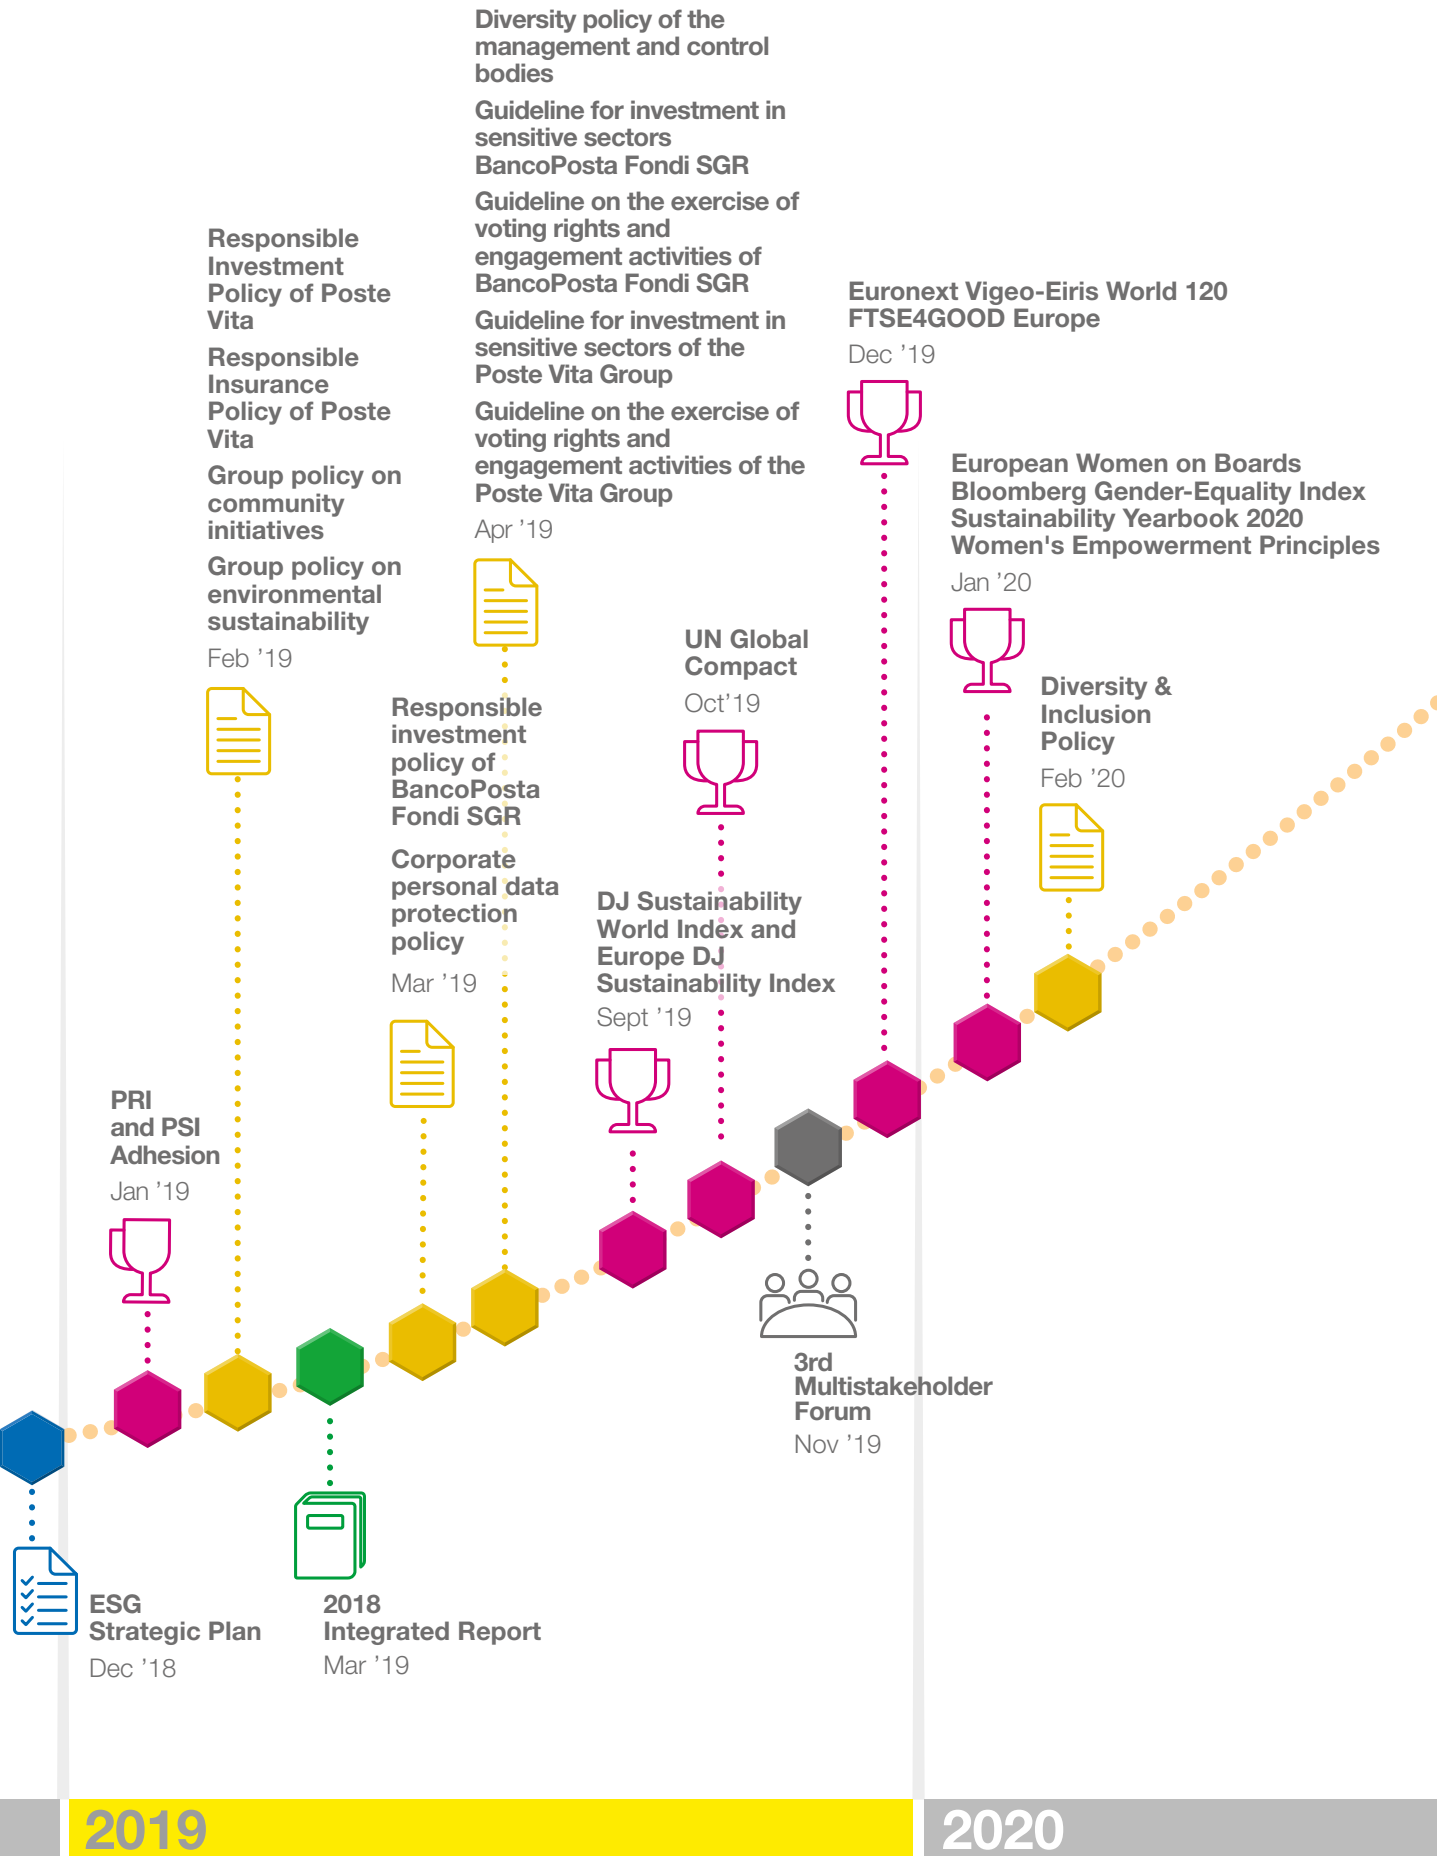 Diversity policy of the
management and control
bodies
Guideline for investment in
sensitive sectors
BancoPosta Fondi SGR
Guideline on the exercise of
voting rights and
engagement activities of
BancoPosta Fondi SGR
Guideline for investment in
sensitive sectors of the
Poste Vita Group
Guideline on the exercise of
voting rights and
engagement activities of the
Poste Vita Group
Apr ’19
Responsible
Investment
Policy of Poste
Vita
Responsible
Insurance
Policy of Poste
Vita
Group policy on
community
initiatives
Group policy on
environmental
sustainability
Feb ’19
Euronext Vigeo-Eiris World 120
FTSE4GOOD Europe
Dec ’19
European Women on Boards
Bloomberg Gender-Equality Index
Sustainability Yearbook 2020
Women's Empowerment Principles
Jan ’20
UN Global
Compact
Oct’19
Diversity &
Inclusion
Policy
Feb ’20
Responsible
investment
policy of
BancoPosta
Fondi SGR
Corporate
personal data
protection
policy
Mar ’19
DJ Sustainability
World Index and
Europe DJ
Sustainability Index
Sept ’19
PRI
and PSI
Adhesion
Jan ’19
3rd
Multistakeholder
Forum
Nov ’19
ESG
Strategic Plan
Dec ’18
2018
Integrated Report
Mar ’19
2019
2020